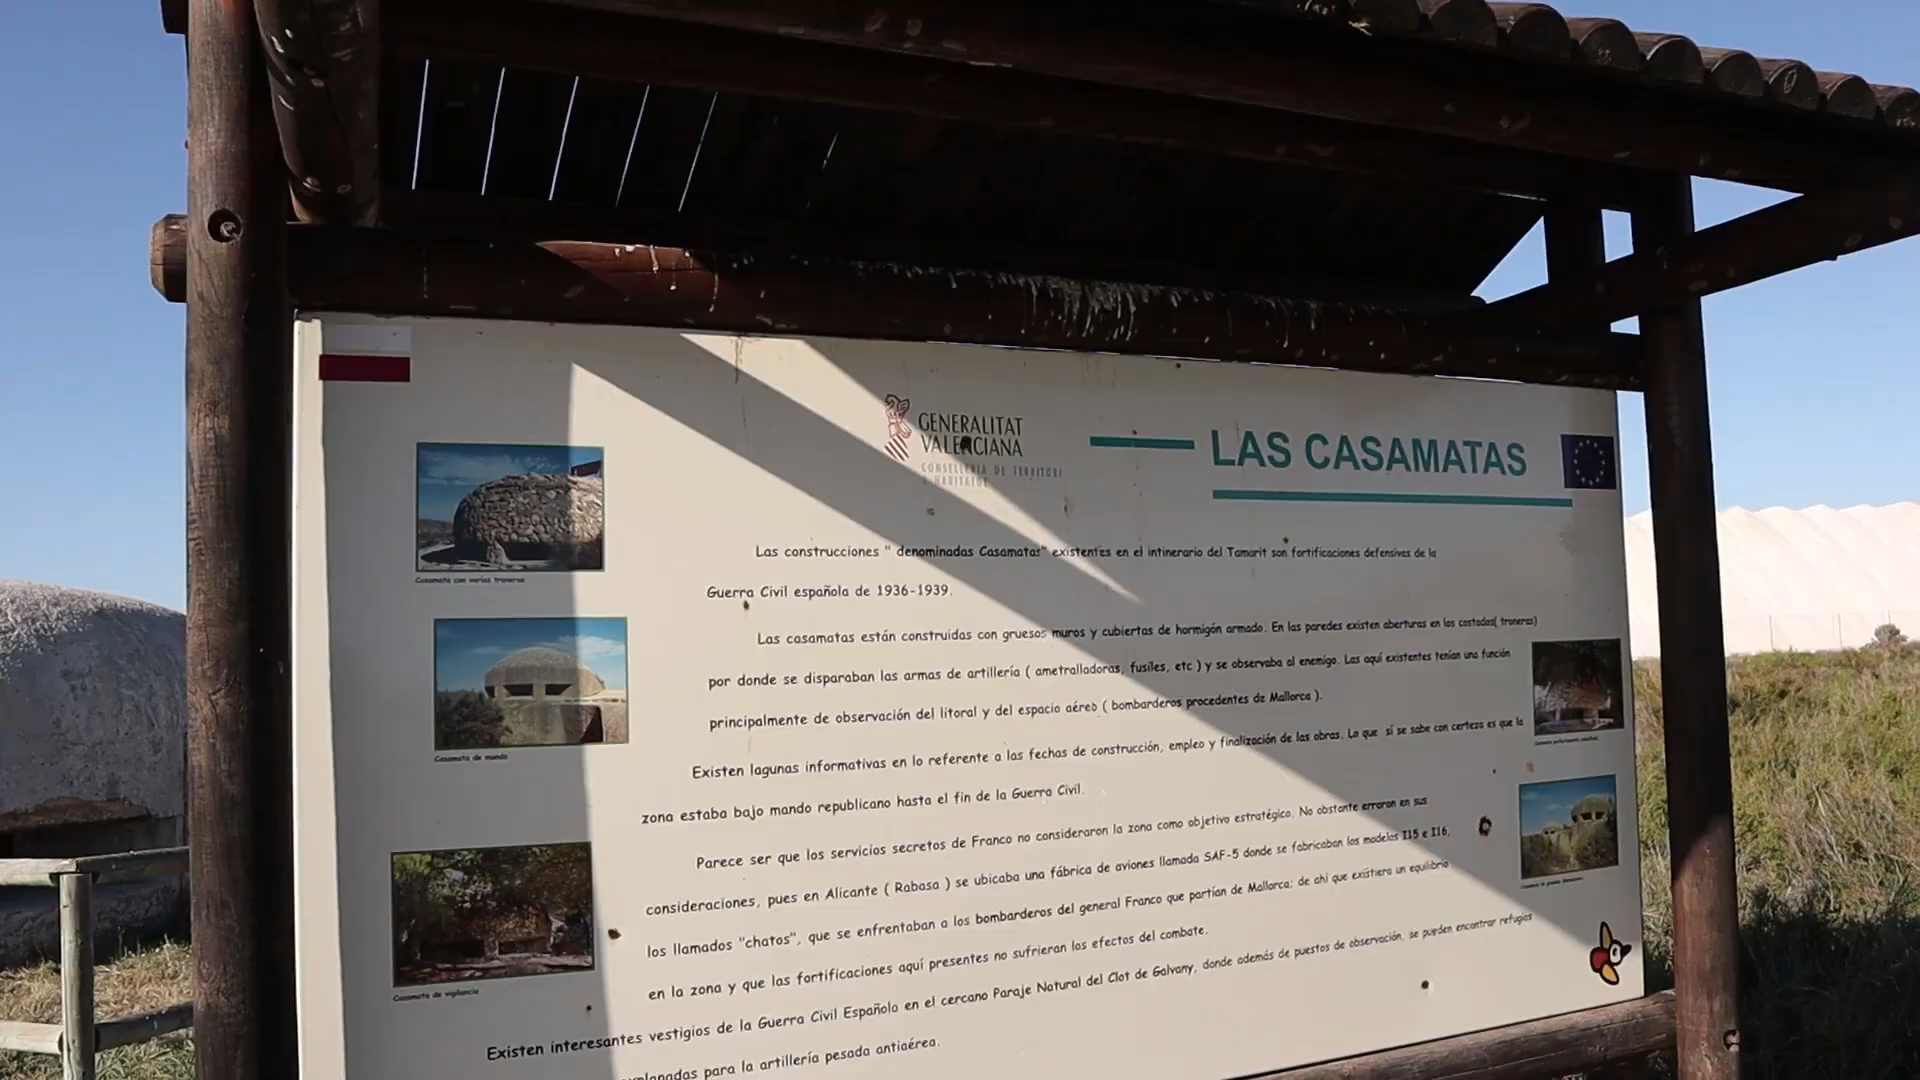 GENERALITAT
VALENCIANA
CONSELLERIA DE TERRITORI
I HABITATGE
LAS CASAMATAS
Las construcciones " denominadas Casamatas" existentes en el intinerario del Tamarit son fortificaciones defensivas de la
Guerra Civil española de 1936-1939.
Las casamatas están construidas con gruesos muros y cubiertas de hormigón armado. En las paredes existen aberturas en los costados( troneras)
por donde se disparaban las armas de artillería ( ametralladoras, fusiles, etc ) y se observaba al enemigo. Las aquí existentes tenían una función
principalmente de observación del litoral y del espacio aéreo ( bombarderos procedentes de Mallorca ).
Existen lagunas informativas en lo referente a las fechas de construcción, empleo y finalización de las obras. Lo que sí se sabe con certeza es que la
zona estaba bajo mando republicano hasta el fin de la Guerra Civil.
Parece ser que los servicios secretos de Franco no consideraron la zona como objetivo estratégico. No obstante erraron en sus
consideraciones, pues en Alicante ( Rabasa ) se ubicaba una fábrica de aviones llamada SAF-5 donde se fabricaban los modelos I15 e I16,
los llamados "chatos", que se enfrentaban a los bombarderos del general Franco que partían de Mallorca; de ahí que existiera un equilibrio
en la zona y que las fortificaciones aquí presentes no sufrieran los efectos del combate.
Existen interesantes vestigios de la Guerra Civil Española en el cercano Paraje Natural del Clot de Galvany, donde además de puestos de observación, se pueden encontrar refugios
explanadas para la artillería pesada antiaérea.
Casamata con varias troneras
Casamata de mando
Casamata de vigilancia